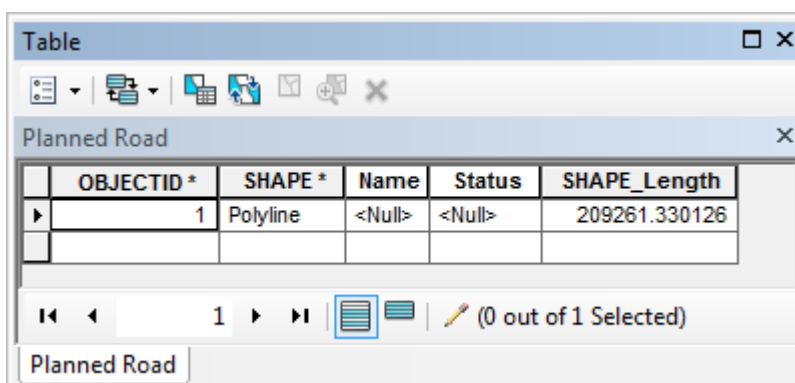 Table
Planned Road
OBJECTID * SHAPE * Name Status SHAPE_Length
1 Polyline <Null> <Null> 209261.330126
1 (0 out of 1 Selected)
Planned Road